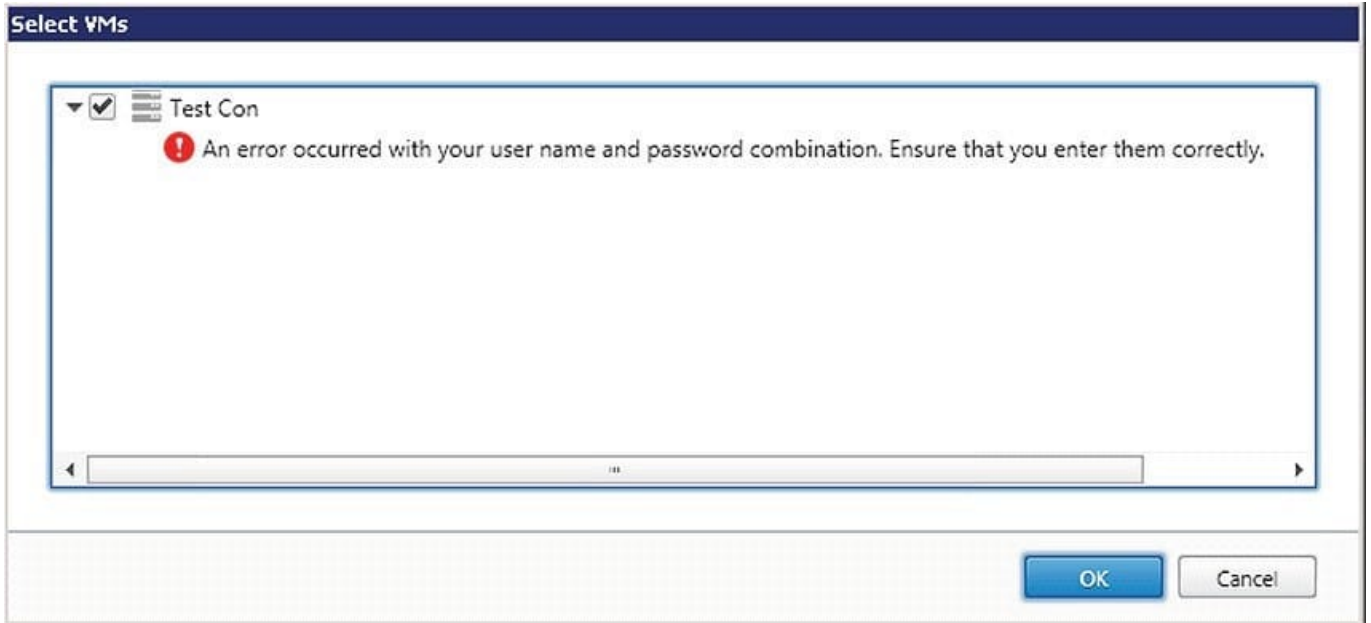 Select VMs
Test Con
An error occurred with your user name and password combination. Ensure that you enter them correctly.
OK
Cancel